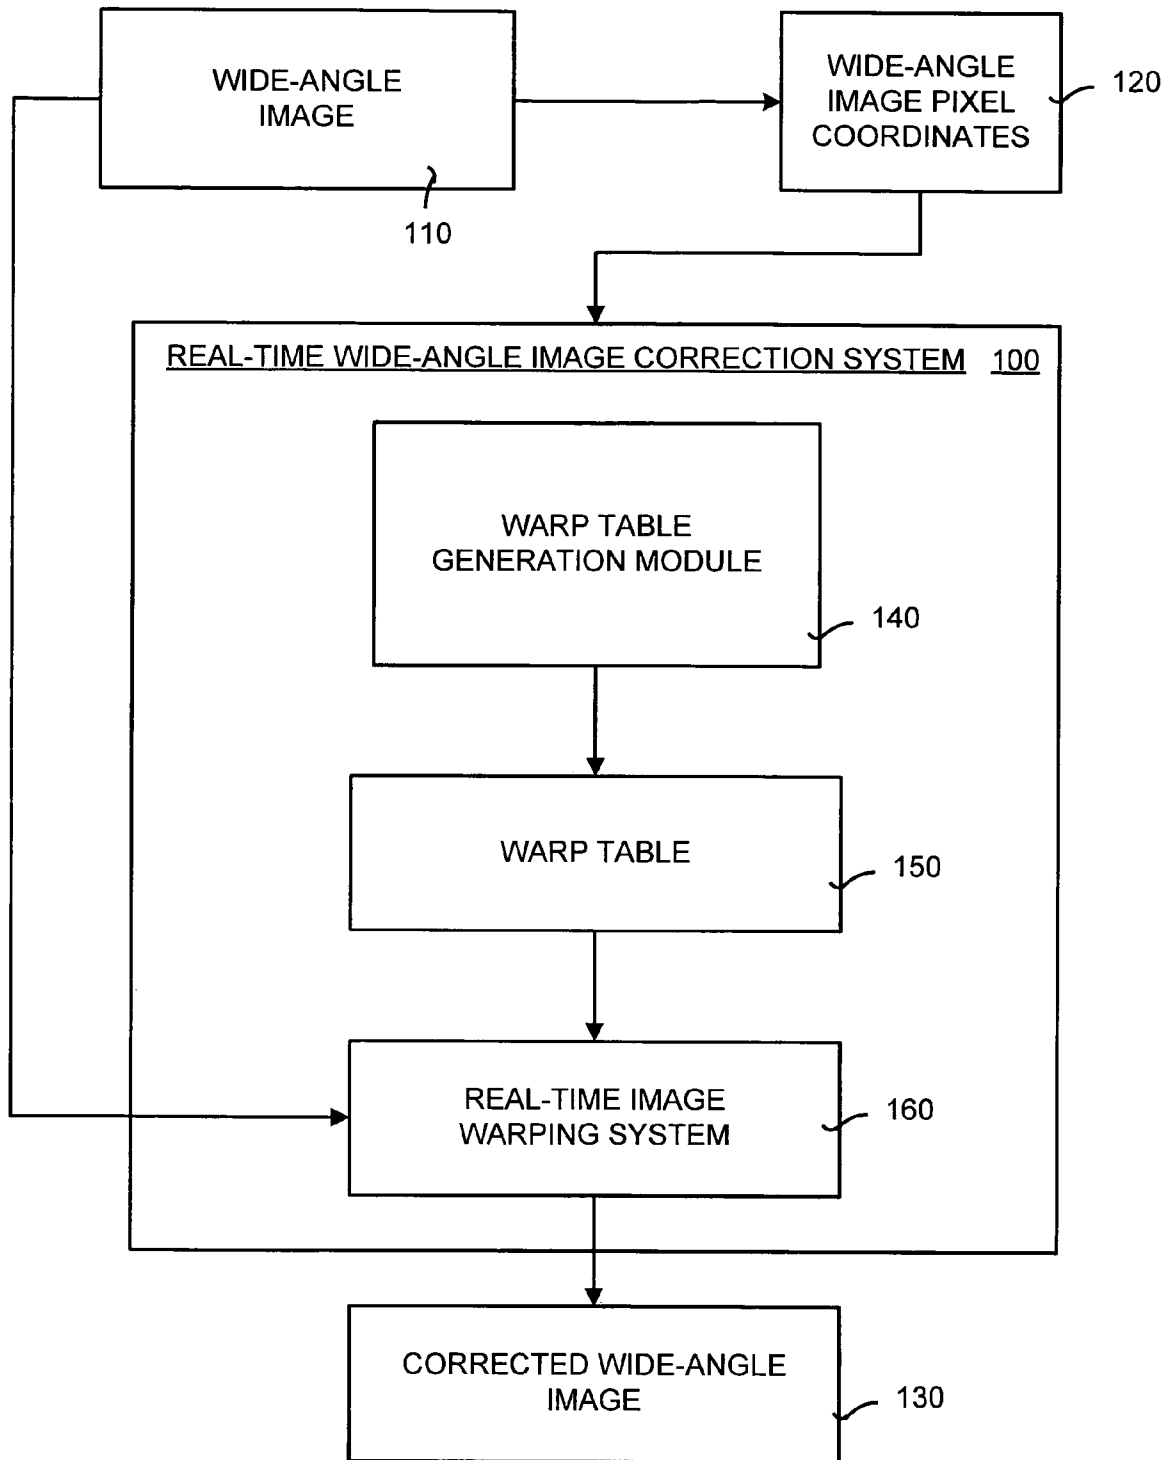 WIDE-ANGLE
IMAGE
110
WIDE-ANGLE
IMAGE PIXEL
COORDINATES
120
REAL-TIME WIDE-ANGLE IMAGE CORRECTION SYSTEM 100
WARP TABLE
GENERATION MODULE
140
WARP TABLE
150
REAL-TIME IMAGE
WARPING SYSTEM
160
CORRECTED WIDE-ANGLE
IMAGE
130